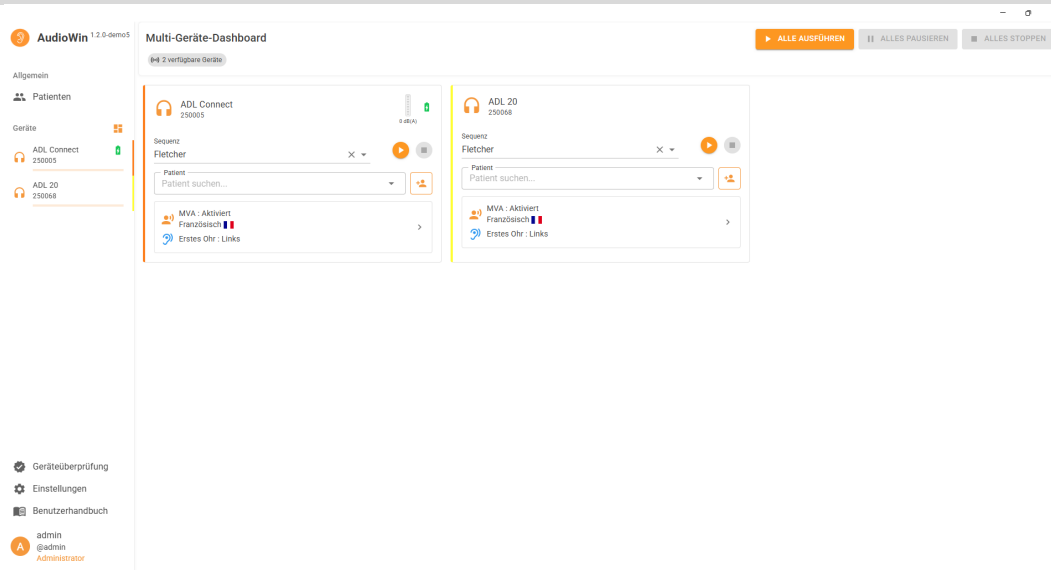 AudioWin 1.2.0-demo5
Allgemein
Patienten
Geräte
ADL Connect
250005
ADL 20
250068
Geräteüberprüfung
Einstellungen
Benutzerhandbuch
A
admin
@admin
Administrator
Multi-Geräte-Dashboard
2 verfügbare Geräte
ALLE AUSFÜHREN
ALLES PAUSIEREN
ALLES STOPPEN
ADL Connect
250005
0 dB(A)
Sequenz
Fletcher
Patient
Patient suchen...
MVA : Aktiviert
Französisch
Erstes Ohr : Links
ADL 20
250068
Sequenz
Fletcher
Patient
Patient suchen...
MVA : Aktiviert
Französisch
Erstes Ohr : Links